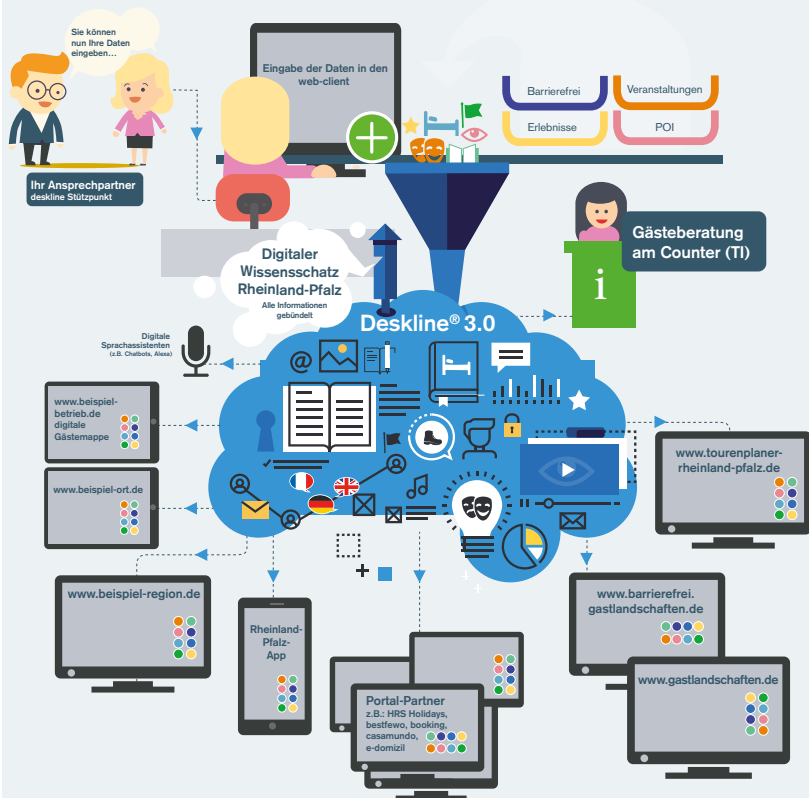 Sie können
nun Ihre Daten
eingeben...
Eingabe der Daten in den
web-client
Barrierefrei
Veranstaltungen
Erlebnisse
POI
Ihr Ansprechpartner
deskline Stützpunkt
Digitaler
Wissensschatz
Rheinland-Pfalz
Alle Informationen
gebündelt
Gästeberatung
am Counter (TI)
i
Deskline® 3.0
@
Digitale
Sprachassistenten
(z.B. Chatbots, Alexa)
www.beispiel-
betrieb.de
digitale
Gästemappe
www.beispiel-ort.de
www.tourenplaner-
rheinland-pfalz.de
www.beispiel-region.de
Rheinland-
Pfalz-
App
Portal-Partner
z.B.: HRS Holidays,
bestfewo, booking,
casamundo,
e-domizil
www.barrierefrei.
gastlandschaften.de
www.gastlandschaften.de